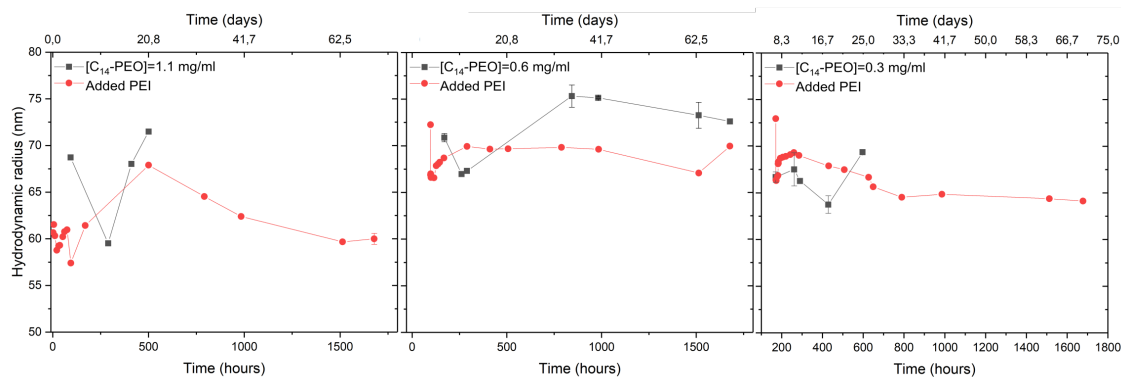 Time (days)
0,0 20,8 41,7 62,5
Time (days)
20,8 41,7 62,5
Time (days)
8,3 16,7 25,0 33,3 41,7 50,0 58,3 66,7 75,0
Hydrodynamic radius (nm)
80
75
70
65
60
55
50
[C₁₄-PEO]=1.1 mg/ml
Added PEI
[C₁₄-PEO]=0.6 mg/ml
Added PEI
[C₁₄-PEO]=0.3 mg/ml
Added PEI
0 500 1000 1500
Time (hours)
0 500 1000 1500
Time (hours)
200 400 600 800 1000 1200 1400 1600 1800
Time (hours)